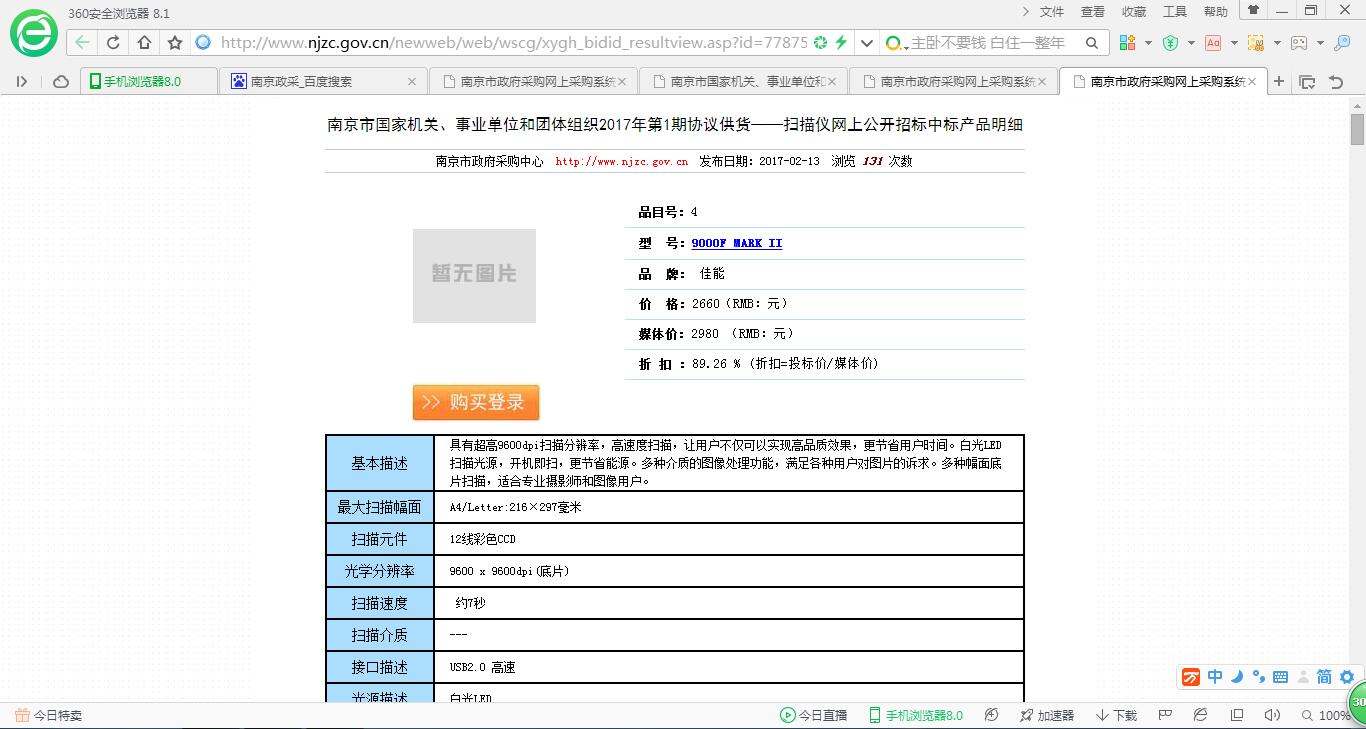 360安全浏览器 8.1
文件 查看 收藏 工具 帮助
http://www.njzc.gov.cn/newweb/web/wscg/xygh_bidid_resultview.asp?id=77875
主卧不要钱 白住一整年
手机浏览器8.0
南京政采_百度搜索
南京市政府采购网上采购系统
南京市国家机关、事业单位和
南京市政府采购网上采购系统
南京市政府采购网上采购系统
南京市国家机关、事业单位和团体组织2017年第1期协议供货——扫描仪网上公开招标中标产品明细
南京市政府采购中心 http://www.njzc.gov.cn 发布日期：2017-02-13 浏览 131 次数
暂无图片
品目号：4
型 号：9000F MARK II
品 牌： 佳能
价 格：2660（RMB：元）
媒体价：2980 （RMB：元）
折 扣 ：89.26 % (折扣=投标价/媒体价)
>> 购买登录
基本描述
具有超高9600dpi扫描分辨率，高速度扫描，让用户不仅可以实现高品质效果，更节省用户时间。白光LED
扫描光源，开机即扫，更节省能源。多种介质的图像处理功能，满足各种用户对图片的诉求。多种幅面底
片扫描，适合专业摄影师和图像用户。
最大扫描幅面 A4/Letter:216×297毫米
扫描元件 12线彩色CCD
光学分辨率 9600 x 9600dpi(底片)
扫描速度 约7秒
扫描介质 ---
接口描述 USB2.0 高速
光源描述 白光LED
中 简
30
今日特卖
今日直播 手机浏览器8.0 加速器 下载 100%